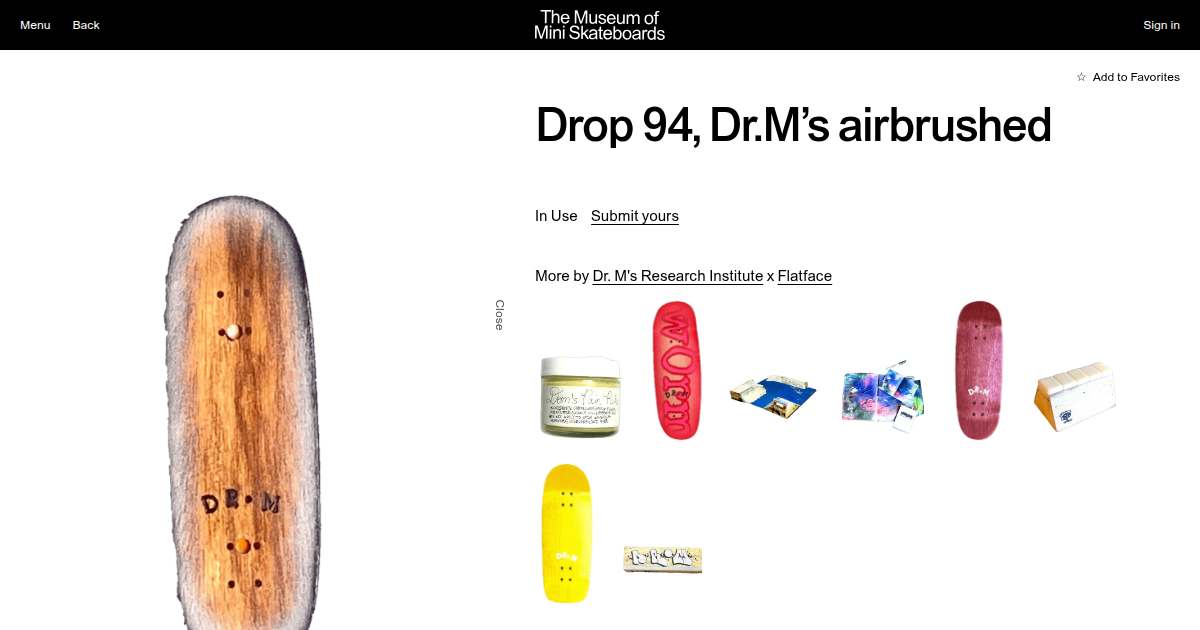 Menu
Back
The Museum of
Mini Skateboards
Sign in
☆ Add to Favorites
Drop 94, Dr.M’s airbrushed
In Use Submit yours
More by Dr. M's Research Institute x Flatface
Close
DR·M
DR·M